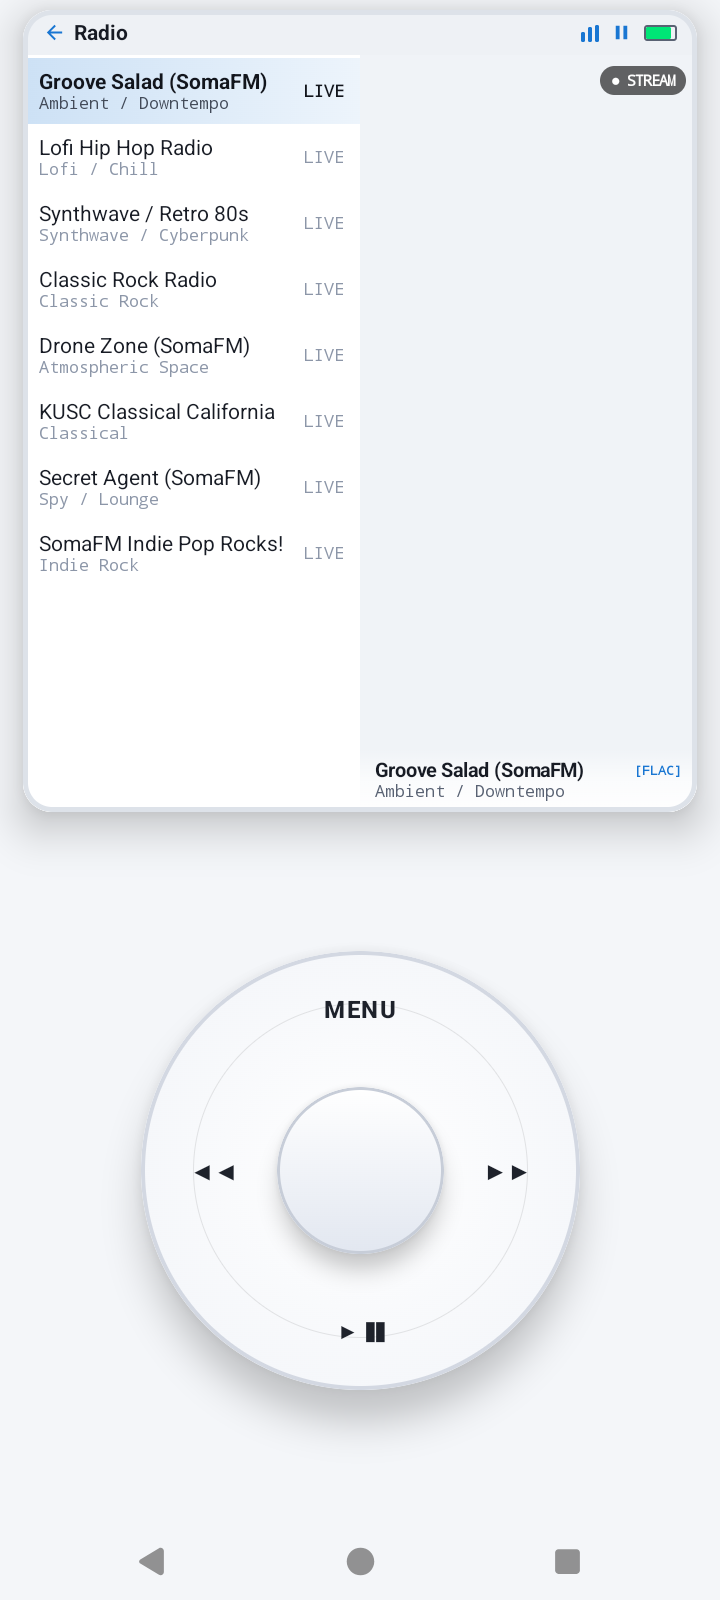 Radio
Groove Salad (SomaFM)
Ambient / Downtempo
LIVE
Lofi Hip Hop Radio
Lofi / Chill
LIVE
Synthwave / Retro 80s
Synthwave / Cyberpunk
LIVE
Classic Rock Radio
Classic Rock
LIVE
Drone Zone (SomaFM)
Atmospheric Space
LIVE
KUSC Classical California
Classical
LIVE
Secret Agent (SomaFM)
Spy / Lounge
LIVE
SomaFM Indie Pop Rocks!
Indie Rock
LIVE
● STREAM
Groove Salad (SomaFM)
[FLAC]
Ambient / Downtempo
MENU